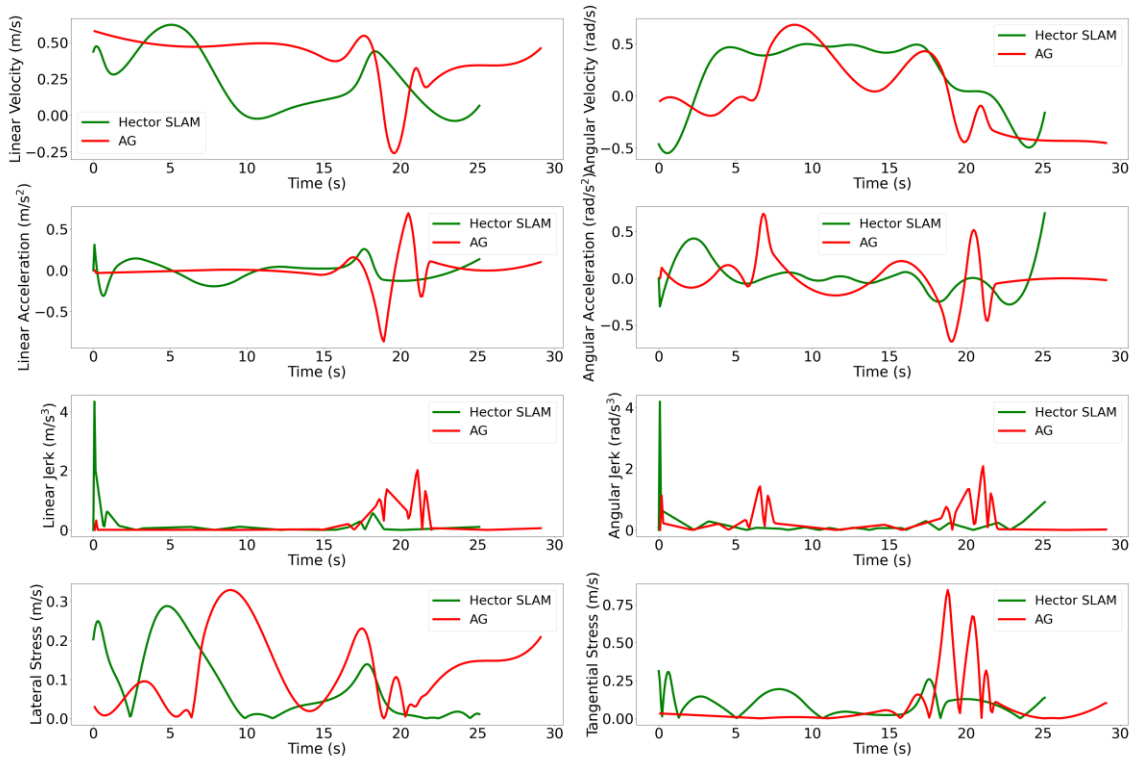 Linear Velocity (m/s)
0.50
0.25
0.00
−0.25
Hector SLAM
AG
0 5 10 15 20 25 30
Time (s)
Angular Velocity (rad/s)
0.5
0.0
−0.5
Hector SLAM
AG
0 5 10 15 20 25 30
Time (s)
Linear Acceleration (m/s²)
0.5
0.0
−0.5
Hector SLAM
AG
0 5 10 15 20 25 30
Time (s)
Angular Acceleration (rad/s²)
0.5
0.0
−0.5
Hector SLAM
AG
0 5 10 15 20 25 30
Time (s)
Linear Jerk (m/s³)
4
2
0
Hector SLAM
AG
0 5 10 15 20 25 30
Time (s)
Angular Jerk (rad/s³)
4
2
0
Hector SLAM
AG
0 5 10 15 20 25 30
Time (s)
Lateral Stress (m/s)
0.3
0.2
0.1
0.0
Hector SLAM
AG
0 5 10 15 20 25 30
Time (s)
Tangential Stress (m/s)
0.75
0.50
0.25
0.00
Hector SLAM
AG
0 5 10 15 20 25 30
Time (s)